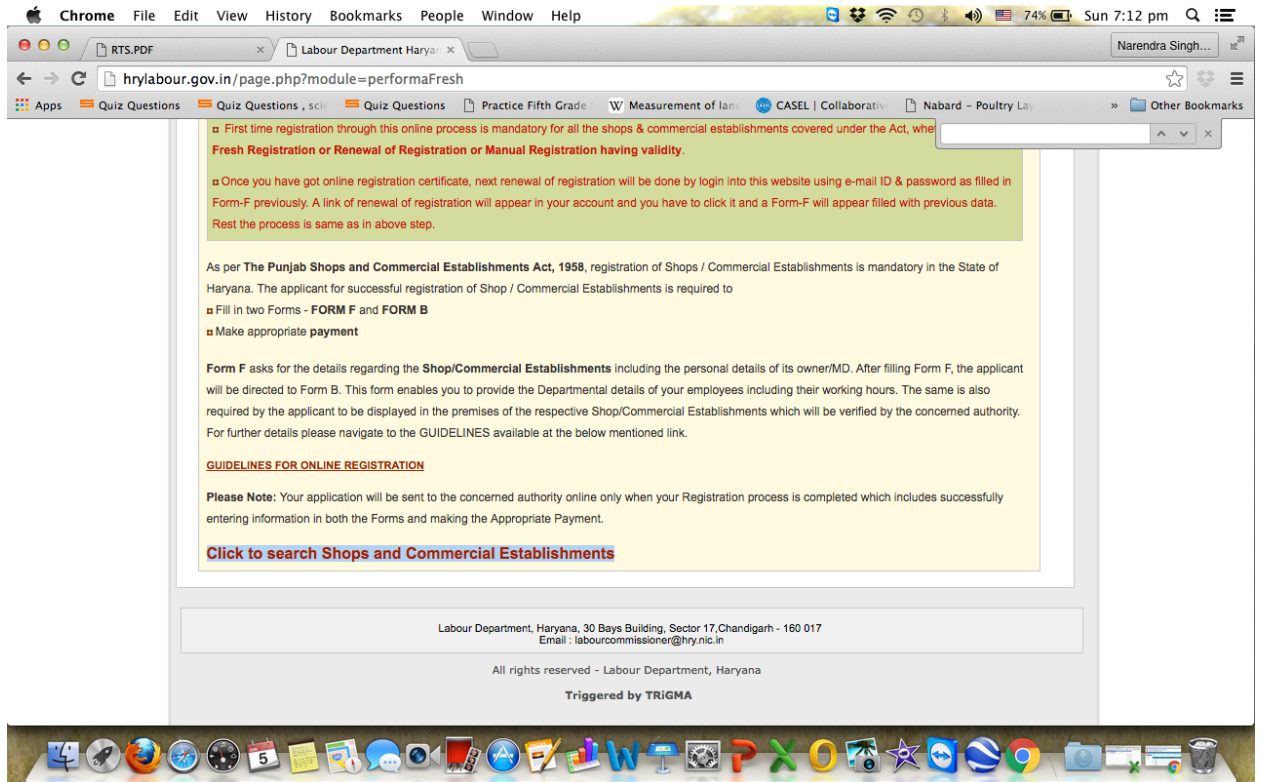 Chrome File Edit View History Bookmarks People Window Help 74% Sun 7:12 pm
RTS.PDF Labour Department Haryan Narendra Singh...
hrylabour.gov.in/page.php?module=performaFresh
Apps Quiz Questions Quiz Questions , scie Quiz Questions Practice Fifth Grade Measurement of land CASEL | Collaborativ Nabard – Poultry Lay » Other Bookmarks
First time registration through this online process is mandatory for all the shops & commercial establishments covered under the Act,
Fresh Registration or Renewal of Registration or Manual Registration having validity.
Once you have got online registration certificate, next renewal of registration will be done by login into this website using e-mail ID & password as filled in
Form-F previously. A link of renewal of registration will appear in your account and you have to click it and a Form-F will appear filled with previous data.
Rest the process is same as in above step.
As per The Punjab Shops and Commercial Establishments Act, 1958, registration of Shops / Commercial Establishments is mandatory in the State of
Haryana. The applicant for successful registration of Shop / Commercial Establishments is required to
Fill in two Forms - FORM F and FORM B
Make appropriate payment
Form F asks for the details regarding the Shop/Commercial Establishments including the personal details of its owner/MD. After filling Form F, the applicant
will be directed to Form B. This form enables you to provide the Departmental details of your employees including their working hours. The same is also
required by the applicant to be displayed in the premises of the respective Shop/Commercial Establishments which will be verified by the concerned authority.
For further details please navigate to the GUIDELINES available at the below mentioned link.
GUIDELINES FOR ONLINE REGISTRATION
Please Note: Your application will be sent to the concerned authority online only when your Registration process is completed which includes successfully
entering information in both the Forms and making the Appropriate Payment.
Click to search Shops and Commercial Establishments
Labour Department, Haryana, 30 Bays Building, Sector 17,Chandigarh - 160 017
Email : labourcommissioner@hry.nic.in
All rights reserved - Labour Department, Haryana
Triggered by TRiGMA
5